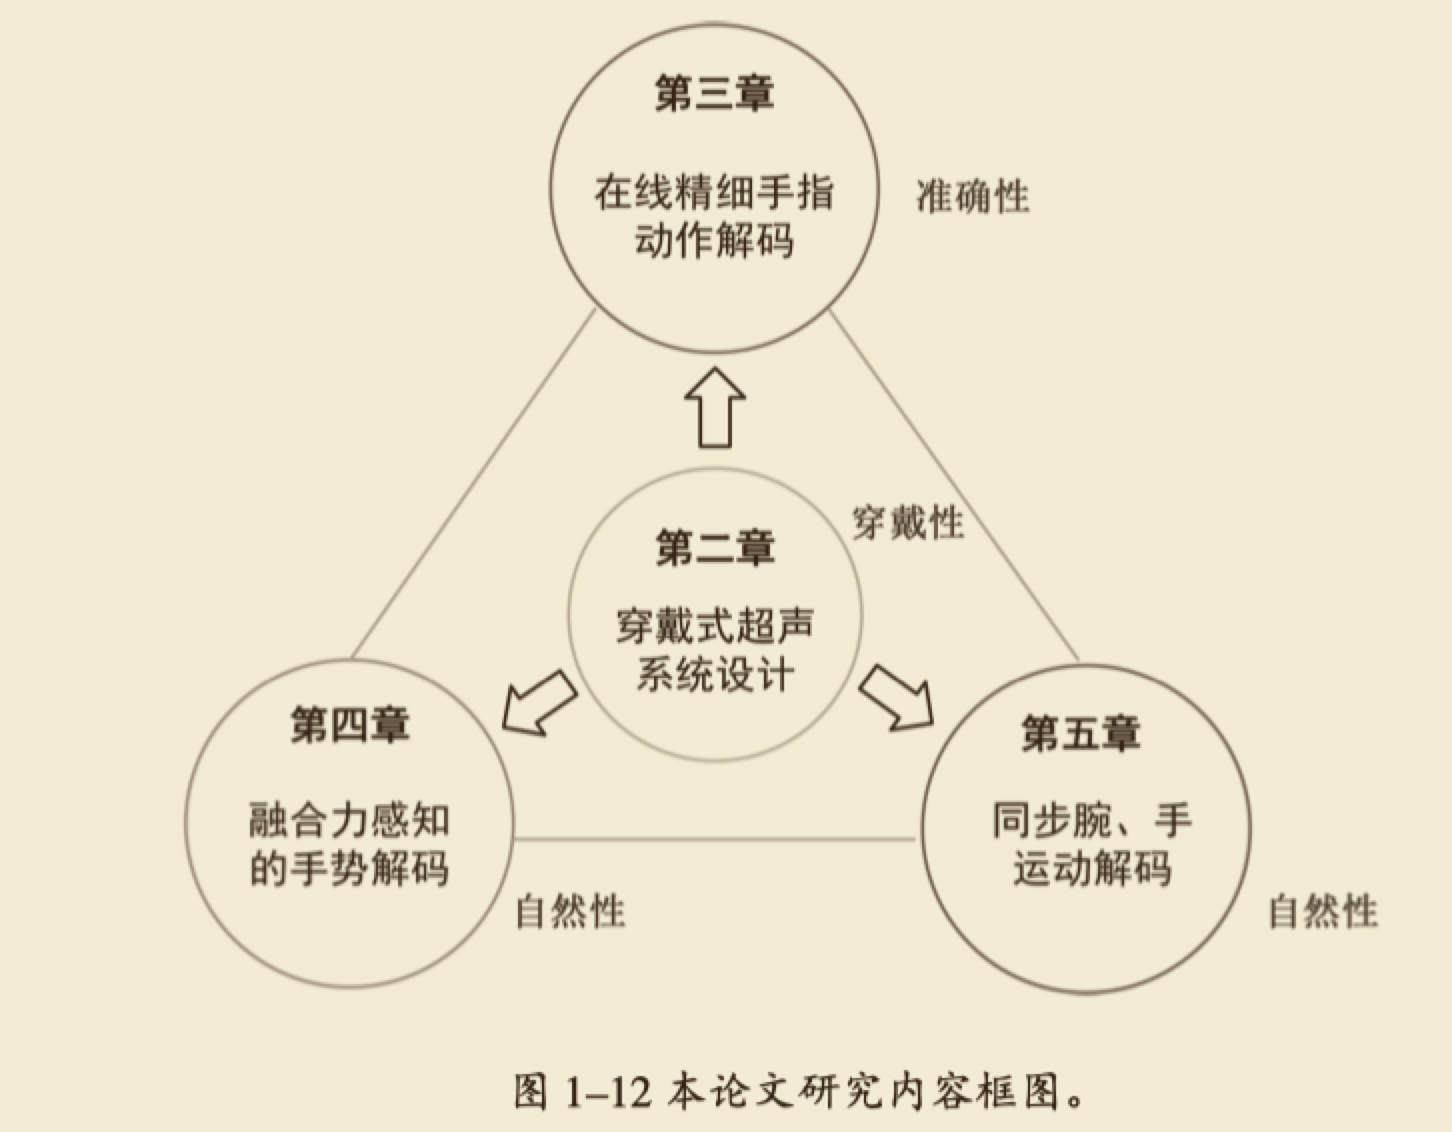 第三章
在线精细手指
动作解码
准确性
穿戴性
第二章
穿戴式超声
系统设计
第四章
融合力感知
的手势解码
自然性
第五章
同步腕、手
运动解码
自然性
图 1–12 本论文研究内容框图。